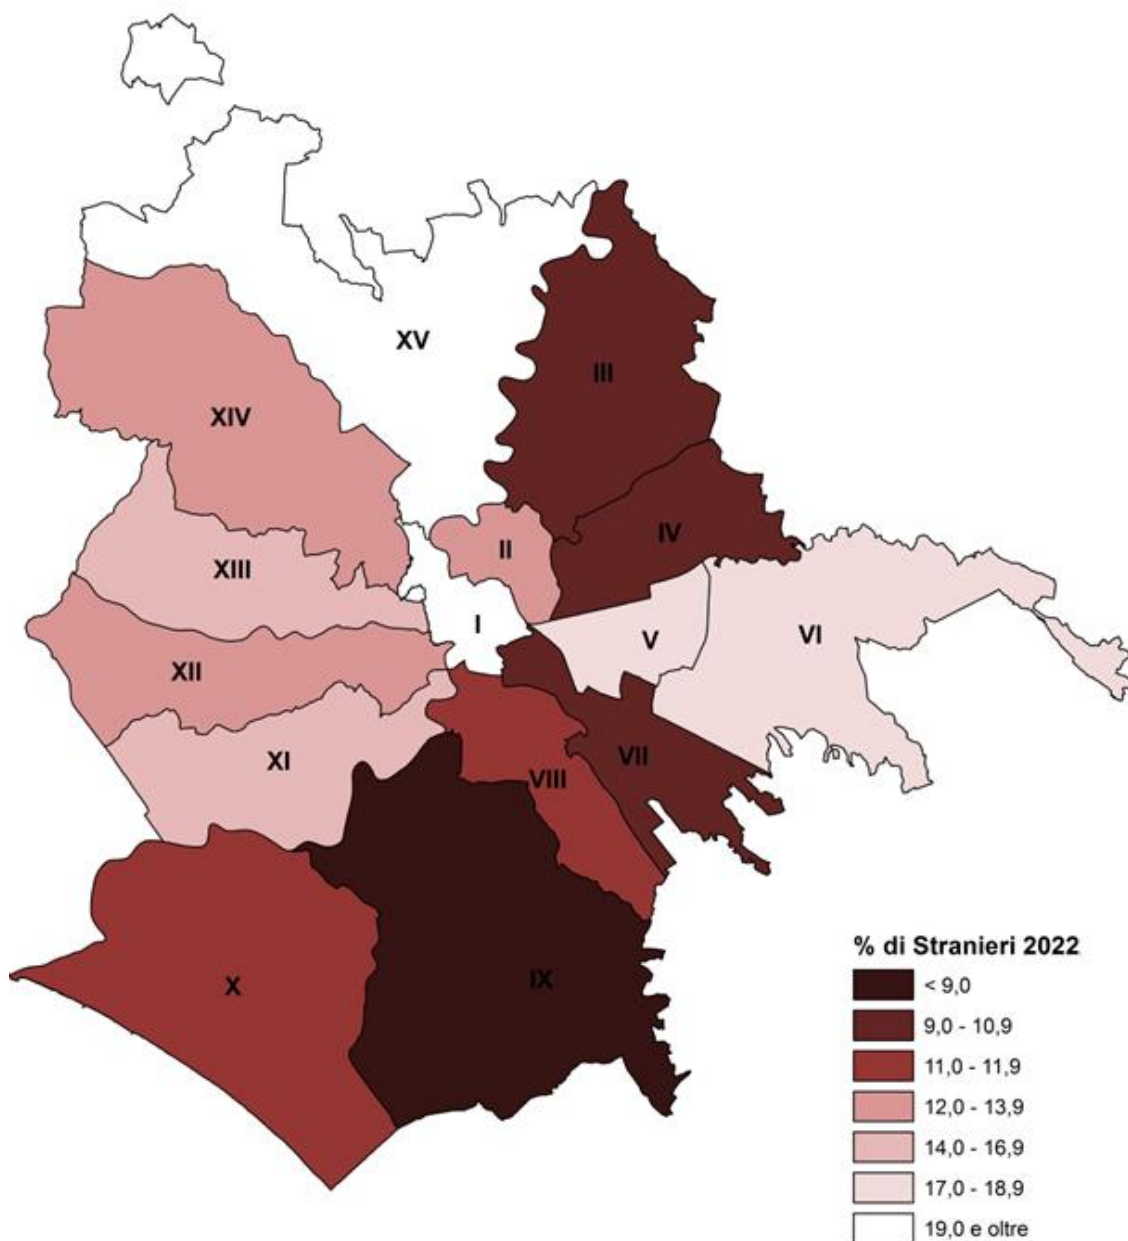 XV
III
XIV
IV
II
XIII
I
V
VI
XII
VII
XI
VIII
IX
X
% di Stranieri 2022
< 9,0
9,0 - 10,9
11,0 - 11,9
12,0 - 13,9
14,0 - 16,9
17,0 - 18,9
19,0 e oltre